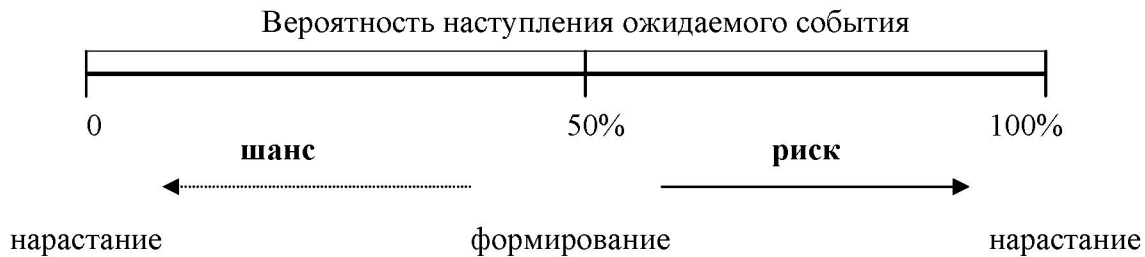 Вероятность наступления ожидаемого события
0 50% 100%
шанс риск
нарастание формирование нарастание